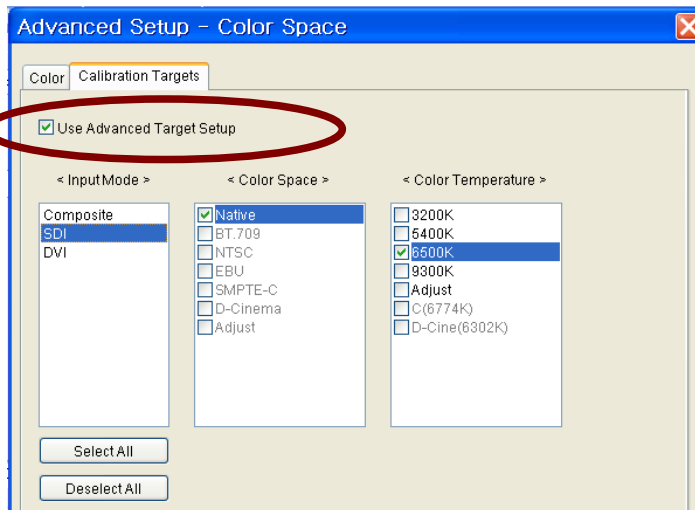 Advanced Setup - Color Space
Color
Calibration Targets
Use Advanced Target Setup
< Input Mode >
< Color Space >
< Color Temperature >
Composite
SDI
DVI
Native
BT.709
NTSC
EBU
SMPTE-C
D-Cinema
Adjust
3200K
5400K
6500K
9300K
Adjust
C(6774K)
D-Cine(6302K)
Select All
Deselect All